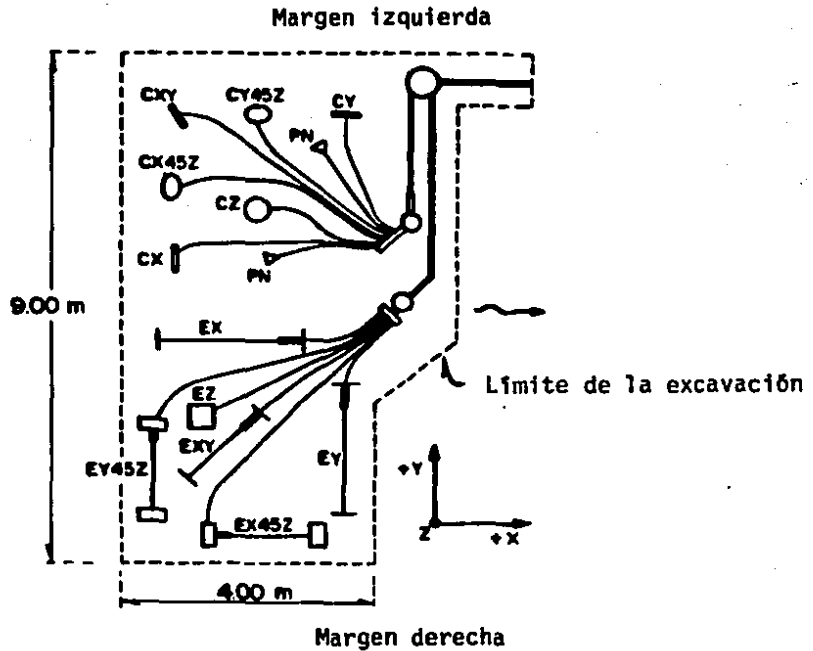 Margen izquierda
CXY
CY45Z
CY
PN
CX45Z
CZ
CX
PN
9.00 m
EX
Límite de la excavación
EZ
EXY
EY45Z
EY
+Y
EX45Z
Z
+X
4.00 m
Margen derecha